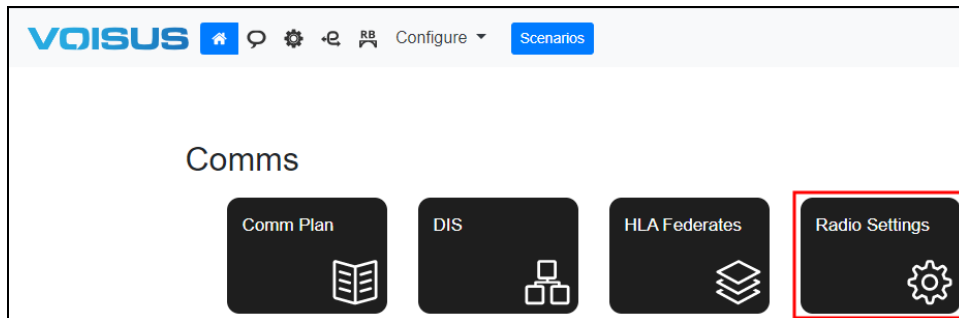 VOISUS RB Configure Scenarios
Comms
Comm Plan DIS HLA Federates Radio Settings